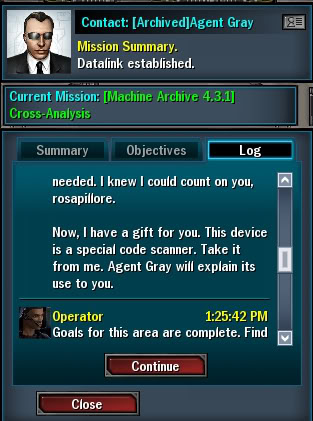 Contact: [Archived]Agent Gray
Mission Summary.
Datalink established.
Current Mission: [Machine Archive 4.3.1]
Cross-Analysis
Summary
Objectives
Log
needed. I knew I could count on you,
rosapillore.
Now, I have a gift for you. This device
is a special code scanner. Take it
from me. Agent Gray will explain its
use to you.
Operator 1:25:42 PM
Goals for this area are complete. Find
Continue
Close